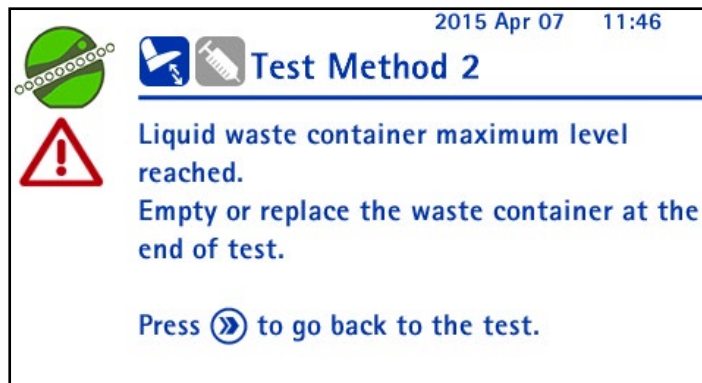 2015 Apr 07 11:46
Test Method 2
Liquid waste container maximum level
reached.
Empty or replace the waste container at the
end of test.
Press » to go back to the test.